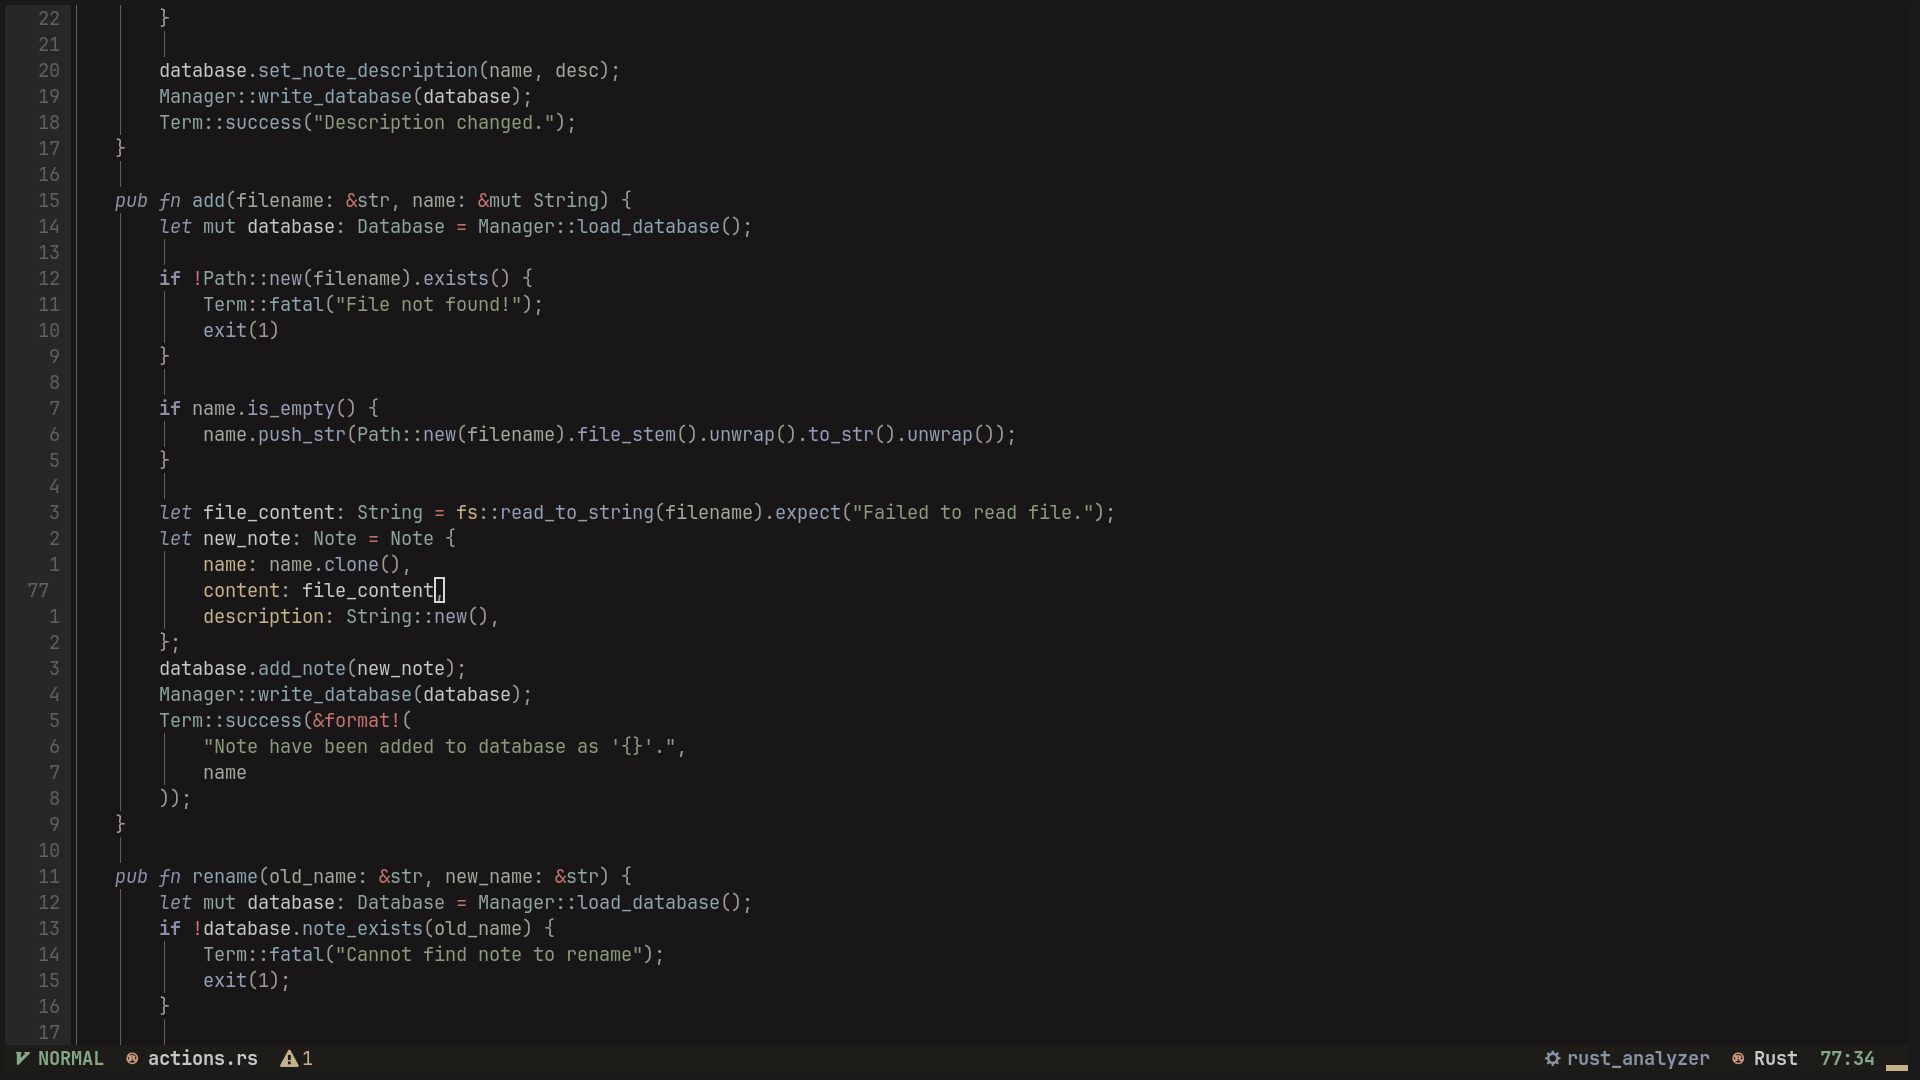 22         }
21
20         database.set_note_description(name, desc);
19         Manager::write_database(database);
18         Term::success("Description changed.");
17     }
16
15     pub fn add(filename: &str, name: &mut String) {
14         let mut database: Database = Manager::load_database();
13
12         if !Path::new(filename).exists() {
11             Term::fatal("File not found!");
10             exit(1)
9         }
8
7         if name.is_empty() {
6             name.push_str(Path::new(filename).file_stem().unwrap().to_str().unwrap());
5         }
4
3         let file_content: String = fs::read_to_string(filename).expect("Failed to read file.");
2         let new_note: Note = Note {
1             name: name.clone(),
77             content: file_content,
1             description: String::new(),
2         };
3         database.add_note(new_note);
4         Manager::write_database(database);
5         Term::success(&format!(
6             "Note have been added to database as '{}'.",
7             name
8         ));
9     }
10
11     pub fn rename(old_name: &str, new_name: &str) {
12         let mut database: Database = Manager::load_database();
13         if !database.note_exists(old_name) {
14             Term::fatal("Cannot find note to rename");
15             exit(1);
16         }
17
NORMAL actions.rs 1 rust_analyzer Rust 77:34